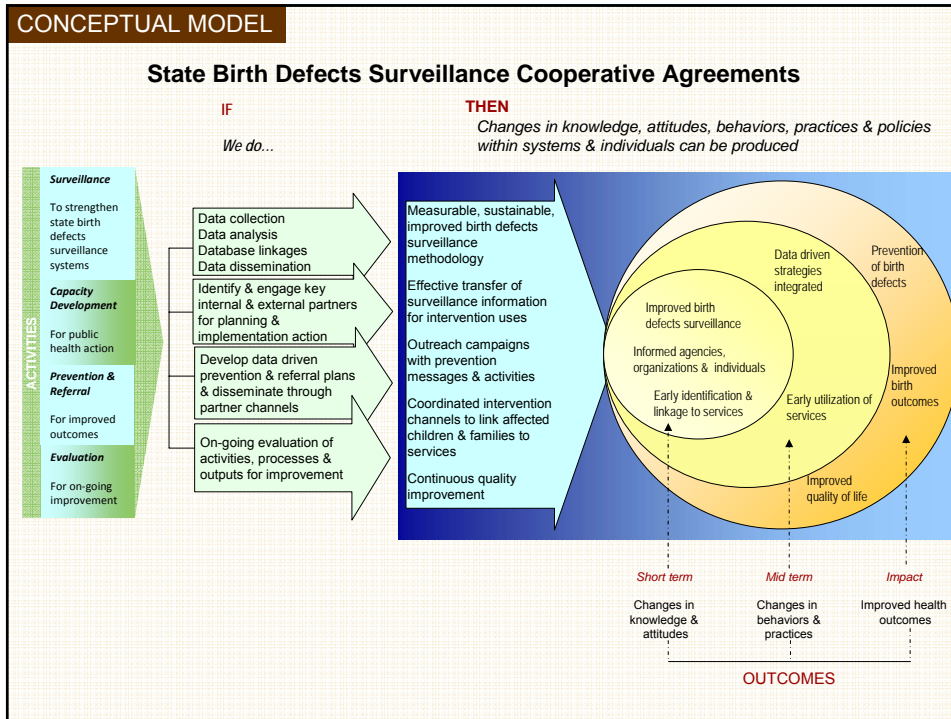 CONCEPTUAL MODEL
State Birth Defects Surveillance Cooperative Agreements
IF
We do...
THEN
Changes in knowledge, attitudes, behaviors, practices & policies
within systems & individuals can be produced
ACTIVITIES
Surveillance
To strengthen
state birth
defects
surveillance
systems
Capacity
Development
For public
health action
Prevention &
Referral
For improved
outcomes
Evaluation
For on-going
improvement
Data collection
Data analysis
Database linkages
Data dissemination
Identify & engage key
internal & external partners
for planning &
implementation action
Develop data driven
prevention & referral plans
& disseminate through
partner channels
On-going evaluation of
activities, processes &
outputs for improvement
Measurable, sustainable,
improved birth defects
surveillance
methodology
Effective transfer of
surveillance information
for intervention uses
Outreach campaigns
with prevention
messages & activities
Coordinated intervention
channels to link affected
children & families to
services
Continuous quality
improvement
Improved birth
defects surveillance
Informed agencies,
organizations & individuals
Early identification &
linkage to services
Data driven
strategies
integrated
Early utilization of
services
Prevention
of birth
defects
Improved
birth
outcomes
Improved
quality of life
Short term
Changes in
knowledge &
attitudes
Mid term
Changes in
behaviors &
practices
Impact
Improved health
outcomes
OUTCOMES